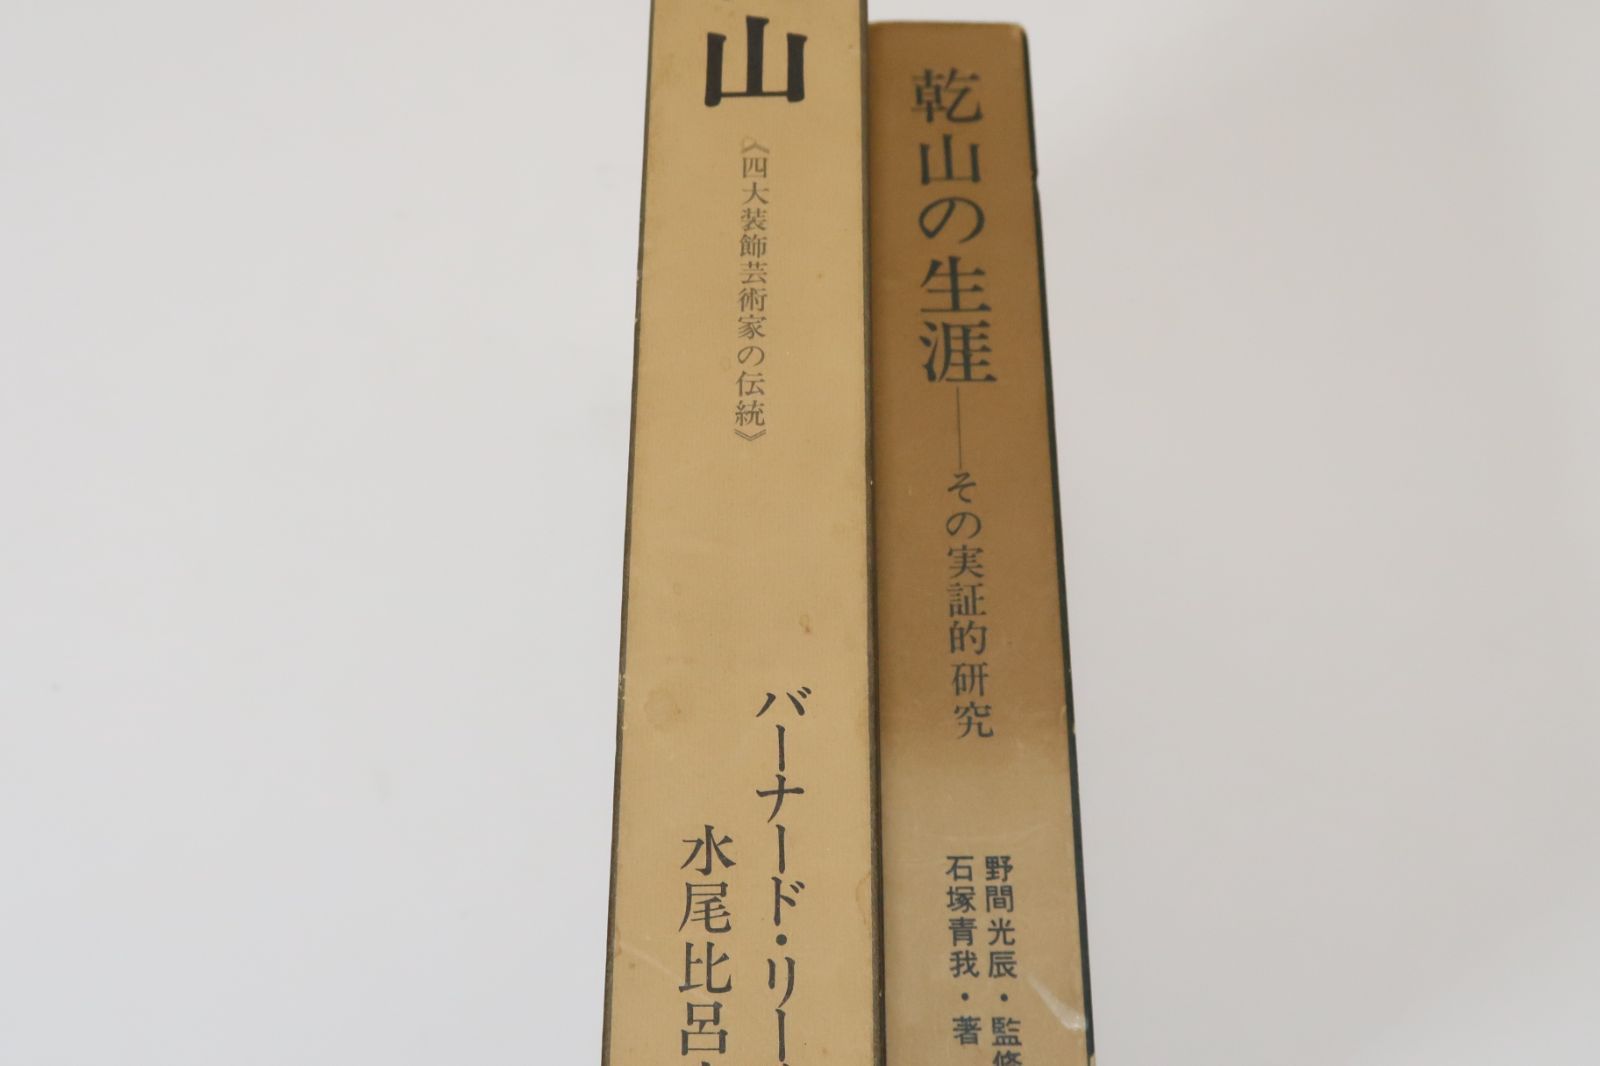 山
《四大装飾芸術家の伝統》
バーナード・リー
水尾比呂
乾山の生涯──その実証的研究
野間光辰・監修
石塚青我・著